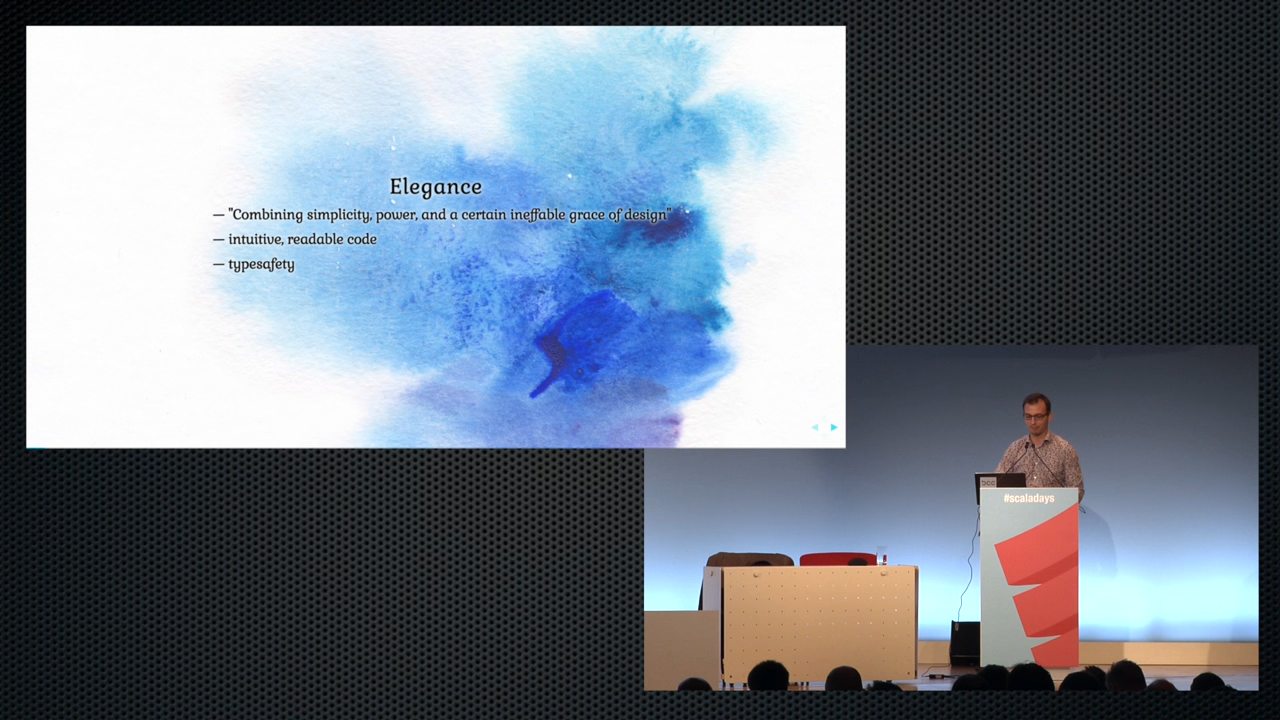 Elegance
— "Combining simplicity, power, and a certain ineffable grace of design"
— intuitive, readable code
— typesafety
#scaladays